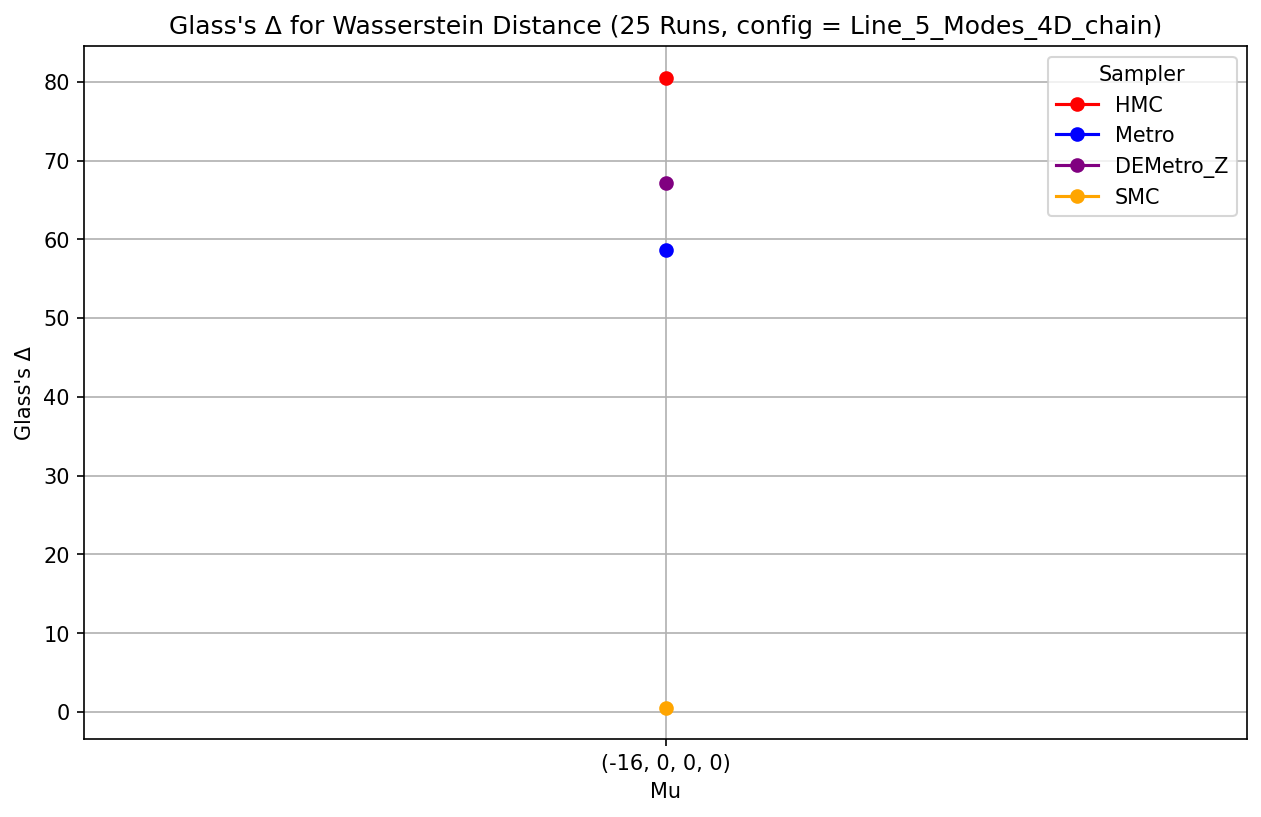 Glass's Δ for Wasserstein Distance (25 Runs, config = Line_5_Modes_4D_chain)
Sampler
HMC
Metro
DEMetro_Z
SMC
Glass's Δ
80
70
60
50
40
30
20
10
0
(-16, 0, 0, 0)
Mu